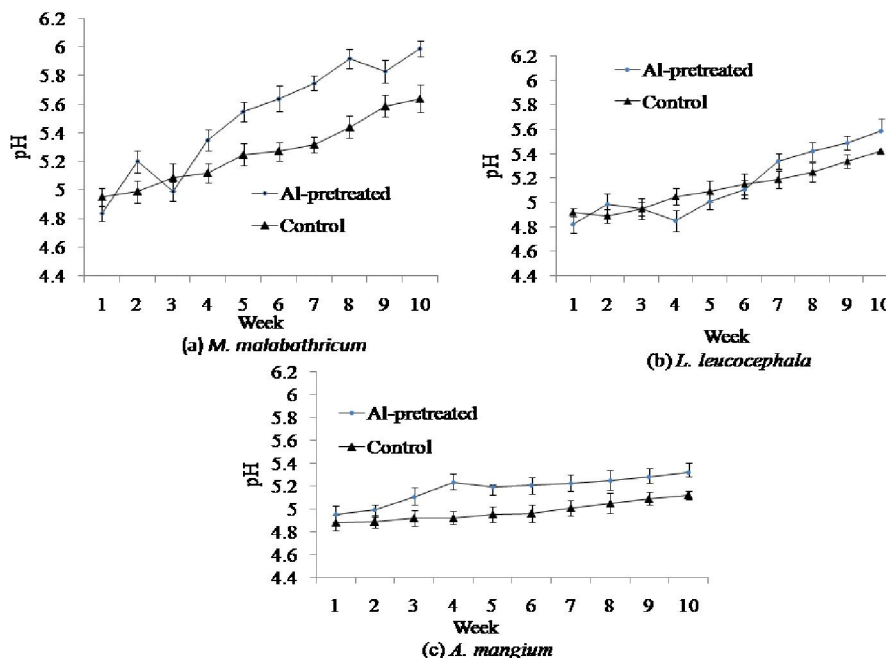 6.2
6
5.8
5.6
5.4
5.2
5
4.8
4.6
4.4
pH
Al-pretreated
Control
1 2 3 4 5 6 7 8 9 10
Week
(a) M. malabathricum
6.2
6
5.8
5.6
5.4
5.2
5
4.8
4.6
4.4
pH
Al-pretreated
Control
1 2 3 4 5 6 7 8 9 10
Week
(b) L. leucocephala
6.2
6
5.8
5.6
5.4
5.2
5
4.8
4.6
4.4
pH
Al-pretreated
Control
1 2 3 4 5 6 7 8 9 10
Week
(c) A. mangium